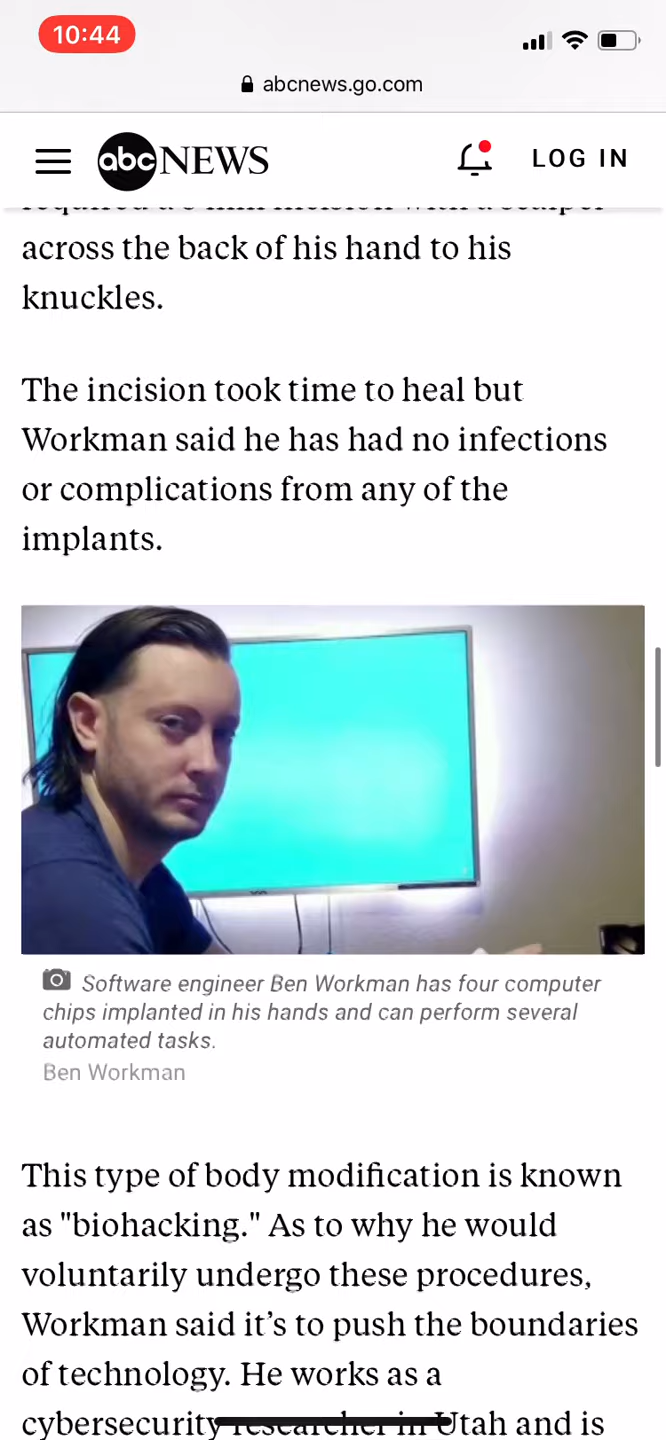 10:44
abcnews.go.com
abc NEWS
LOG IN
across the back of his hand to his
knuckles.
The incision took time to heal but
Workman said he has had no infections
or complications from any of the
implants.
Software engineer Ben Workman has four computer
chips implanted in his hands and can perform several
automated tasks.
Ben Workman
This type of body modification is known
as "biohacking." As to why he would
voluntarily undergo these procedures,
Workman said it’s to push the boundaries
of technology. He works as a
cybersecurity researcher in Utah and is